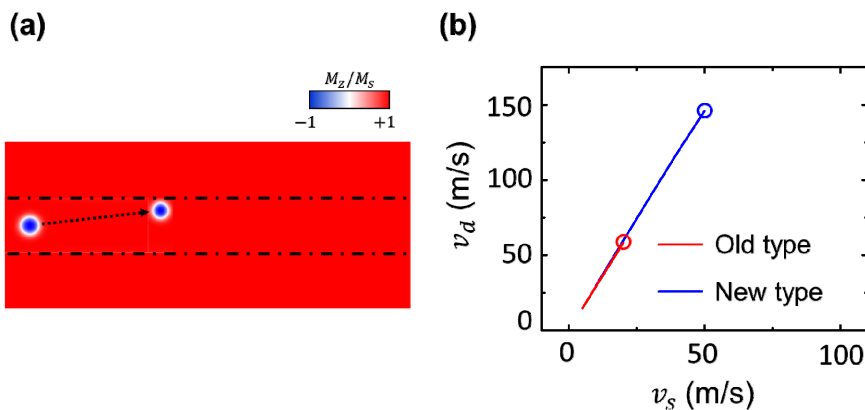 (a)
M_z/M_s
−1 +1
(b)
v_d (m/s)
150
100
50
0
Old type
New type
0 50 100
v_s (m/s)